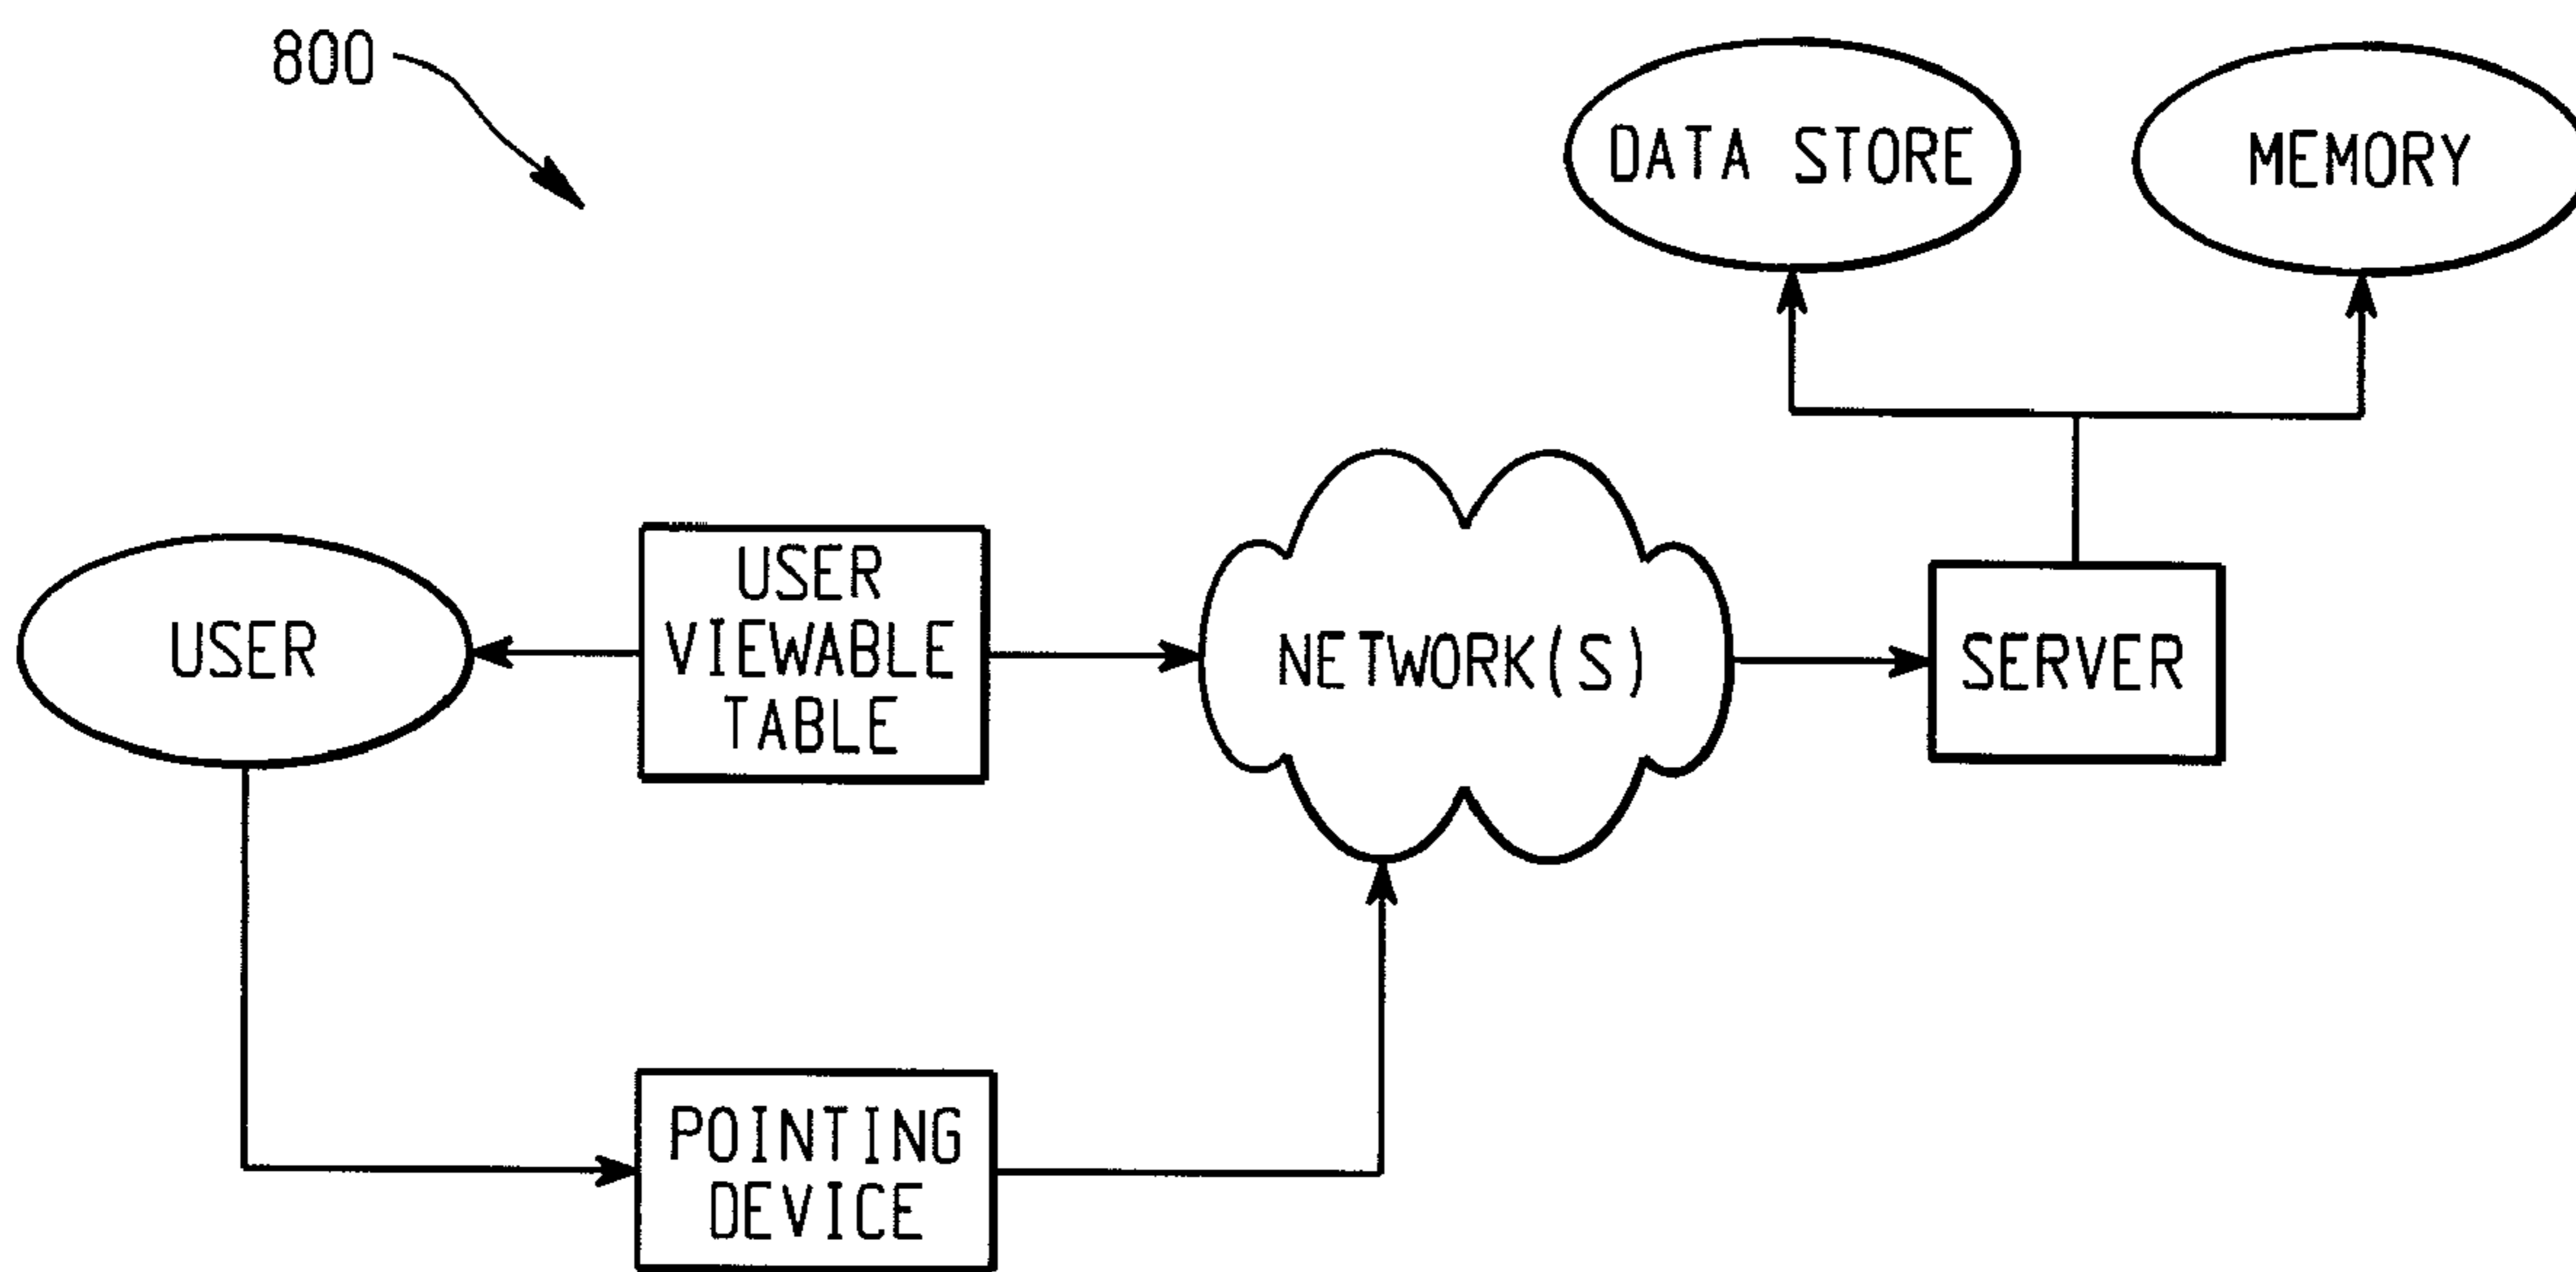 800
DATA STORE
MEMORY
USER
USER
VIEWABLE
TABLE
NETWORK(S)
SERVER
POINTING
DEVICE